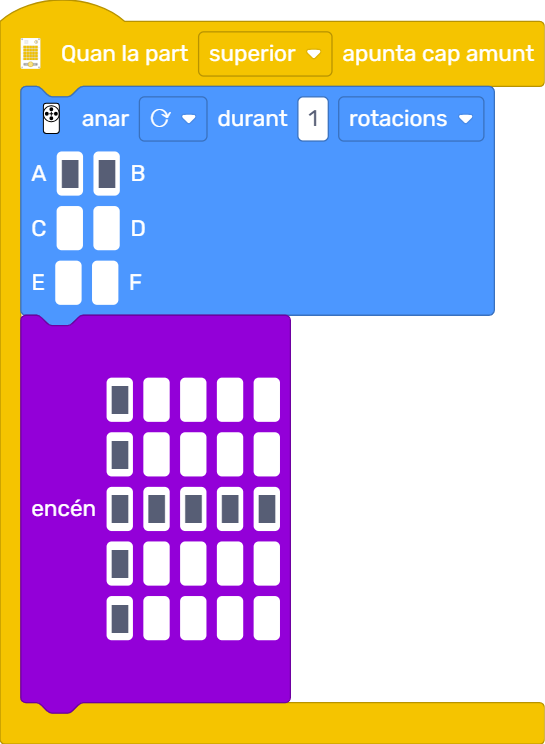 Quan la part superior apunta cap amunt
anar durant 1 rotacions
A B
C D
E F
encén